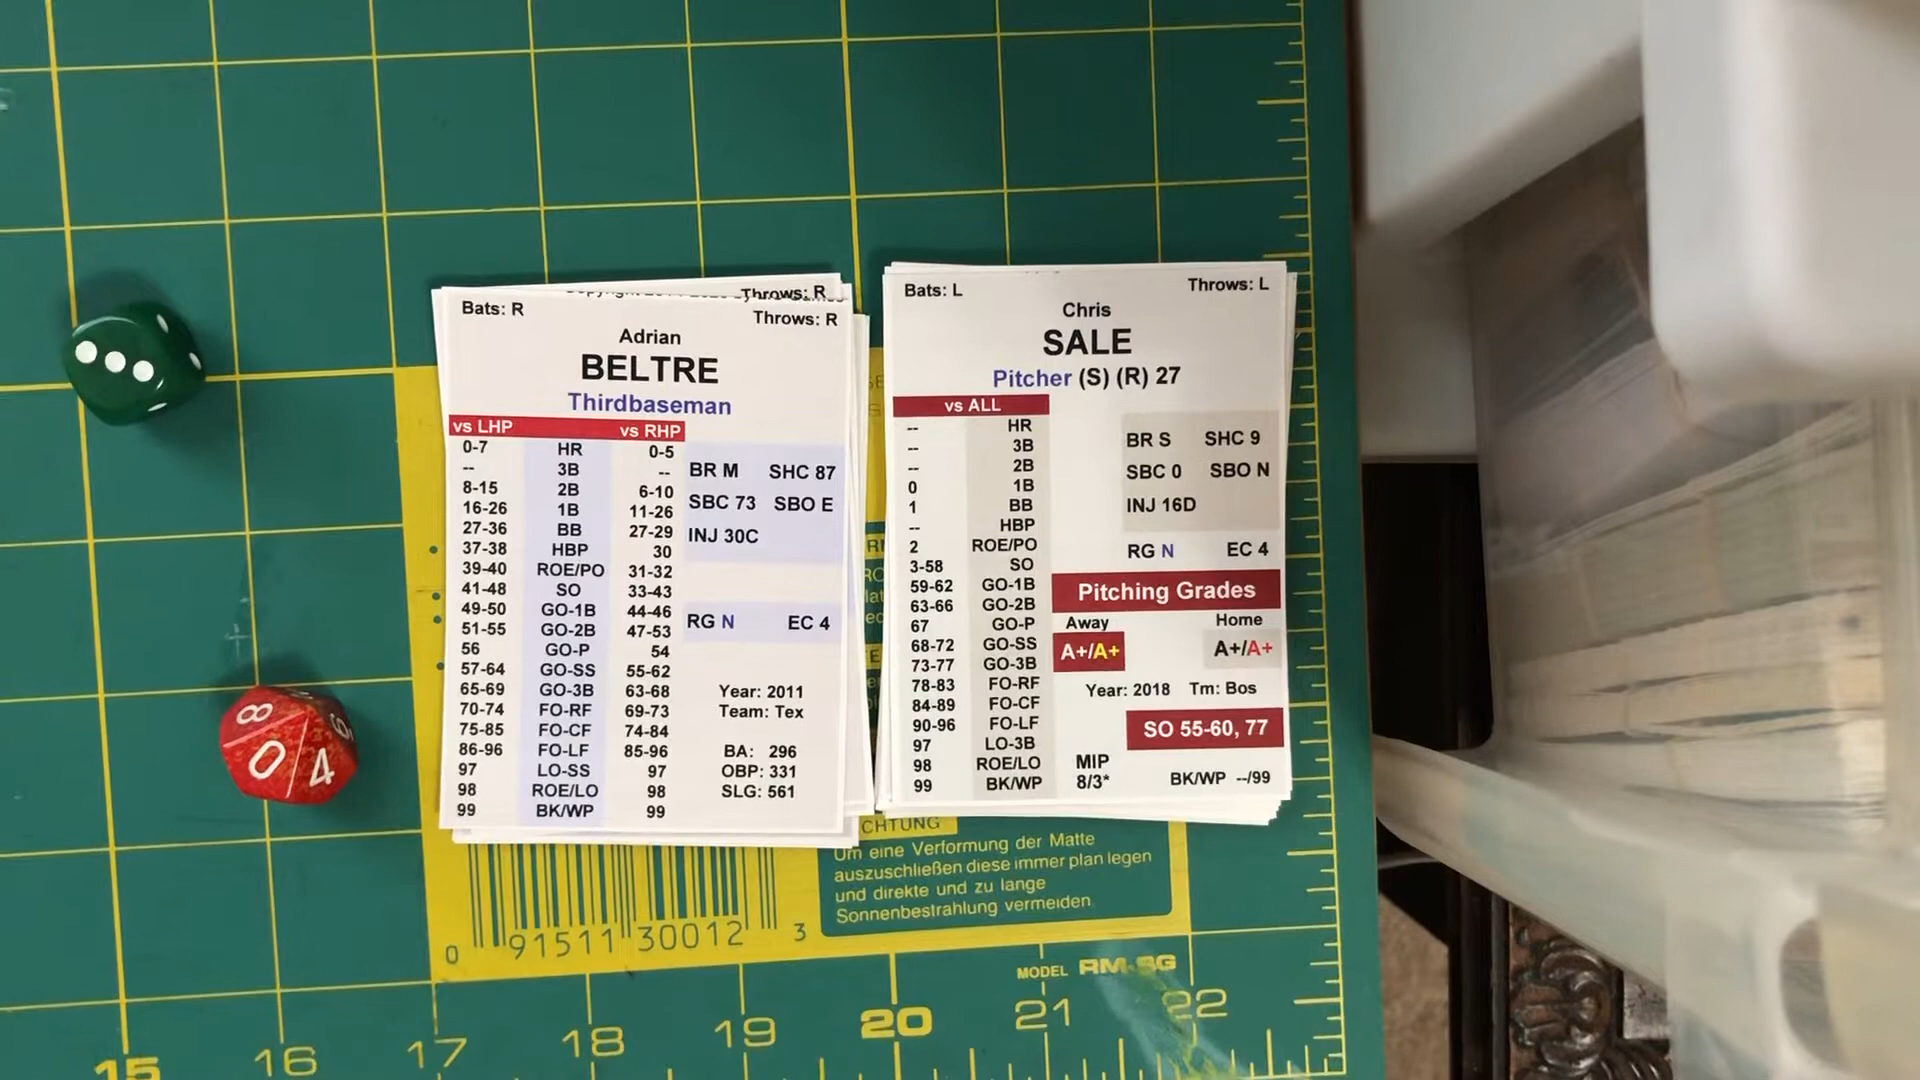 Throws: R
Bats: R
Throws: R
Adrian
BELTRE
Thirdbaseman
vs LHP vs RHP
0-7 HR 0-5
-- 3B --
8-15 2B 6-10
16-26 1B 11-26
27-36 BB 27-29
37-38 HBP 30
39-40 ROE/PO 31-32
41-48 SO 33-43
49-50 GO-1B 44-46
51-55 GO-2B 47-53
56 GO-P 54
57-64 GO-SS 55-62
65-69 GO-3B 63-68
70-74 FO-RF 69-73
75-85 FO-CF 74-84
86-96 FO-LF 85-96
97 LO-SS 97
98 ROE/LO 98
99 BK/WP 99
BR M SHC 87
SBC 73 SBO E
INJ 30C
RG N EC 4
Year: 2011
Team: Tex
BA: 296
OBP: 331
SLG: 561
Bats: L Throws: L
Chris
SALE
Pitcher (S) (R) 27
vs ALL
-- HR
-- 3B
-- 2B
0 1B
1 BB
-- HBP
2 ROE/PO
3-58 SO
59-62 GO-1B
63-66 GO-2B
67 GO-P
68-72 GO-SS
73-77 GO-3B
78-83 FO-RF
84-89 FO-CF
90-96 FO-LF
97 LO-3B
98 ROE/LO
99 BK/WP
BR S SHC 9
SBC 0 SBO N
INJ 16D
RG N EC 4
Pitching Grades
Away Home
A+/A+ A+/A+
Year: 2018 Tm: Bos
SO 55-60, 77
MIP
8/3*
BK/WP --/99
8
0 4
CHTUNG
Um eine Verformung der Matte
auszuschließen diese immer plan legen
und direkte und zu lange
Sonnenbestrahlung vermeiden
0 91511 30012 3
MODEL RM-SG
15 16 17 18 19 20 21 22